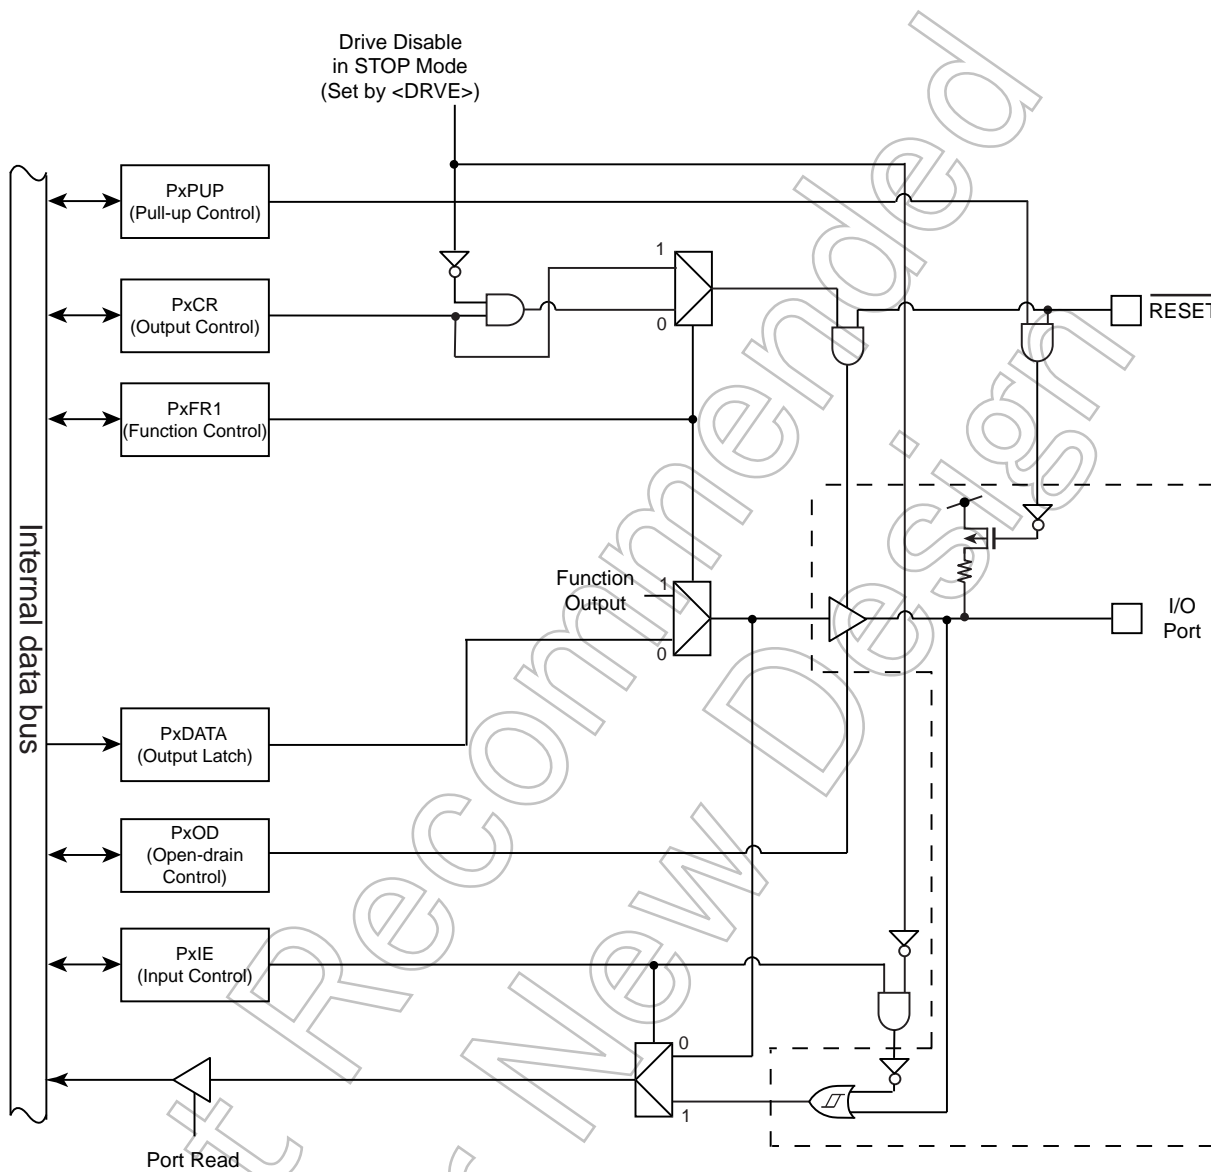 Drive Disable
in STOP Mode
(Set by <DRVE>)
PxPUP
(Pull-up Control)
1
PxCR
(Output Control)
0
RESET
PxFR1
(Function Control)
Internal data bus
Function
Output
1
0
I/O
Port
PxDATA
(Output Latch)
PxOD
(Open-drain
Control)
PxIE
(Input Control)
0
1
Port Read
t Recommended
r New Design